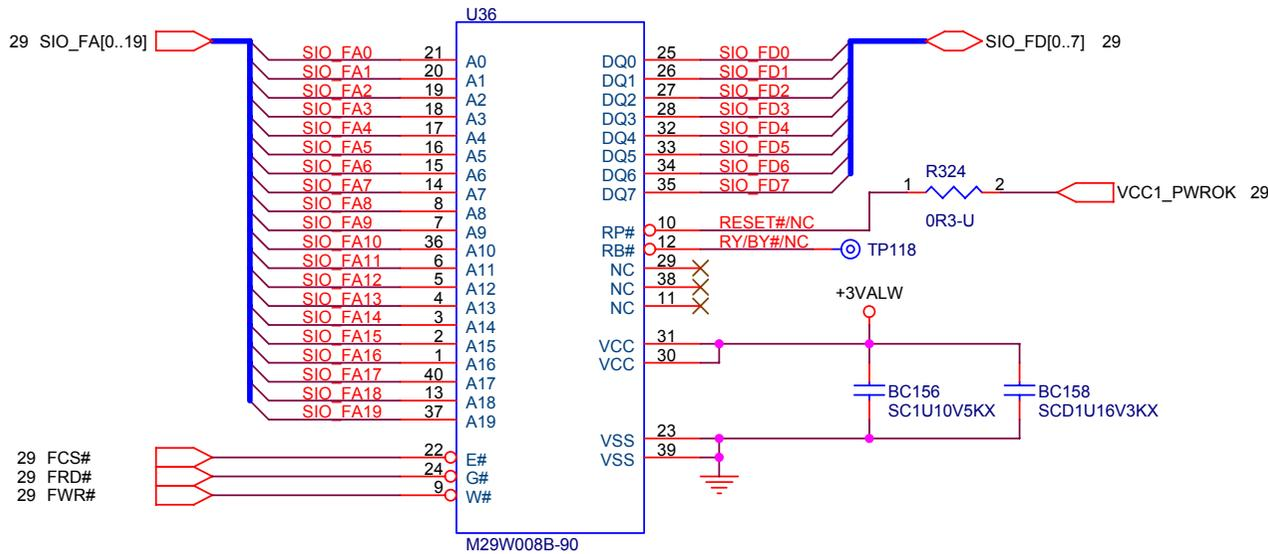 U36
29 SIO_FA[0..19]
SIO_FD[0..7] 29
SIO_FA0 21 A0 DQ0 25 SIO_FD0
SIO_FA1 20 A1 DQ1 26 SIO_FD1
SIO_FA2 19 A2 DQ2 27 SIO_FD2
SIO_FA3 18 A3 DQ3 28 SIO_FD3
SIO_FA4 17 A4 DQ4 32 SIO_FD4
SIO_FA5 16 A5 DQ5 33 SIO_FD5
SIO_FA6 15 A6 DQ6 34 SIO_FD6
SIO_FA7 14 A7 DQ7 35 SIO_FD7
R324
1 2
VCC1_PWROK 29
0R3-U
SIO_FA8 8 A8
SIO_FA9 7 A9 RP# 10 RESET#/NC
SIO_FA10 36 A10 RB# 12 RY/BY#/NC TP118
SIO_FA11 6 A11 NC 29
SIO_FA12 5 A12 NC 38
SIO_FA13 4 A13 NC 11
+3VALW
SIO_FA14 3 A14
SIO_FA15 2 A15 VCC 31
SIO_FA16 1 A16 VCC 30
SIO_FA17 40 A17
SIO_FA18 13 A18
SIO_FA19 37 A19
BC156
SC1U10V5KX
BC158
SCD1U16V3KX
VSS 23
VSS 39
29 FCS# 22 E#
29 FRD# 24 G#
29 FWR# 9 W#
M29W008B-90